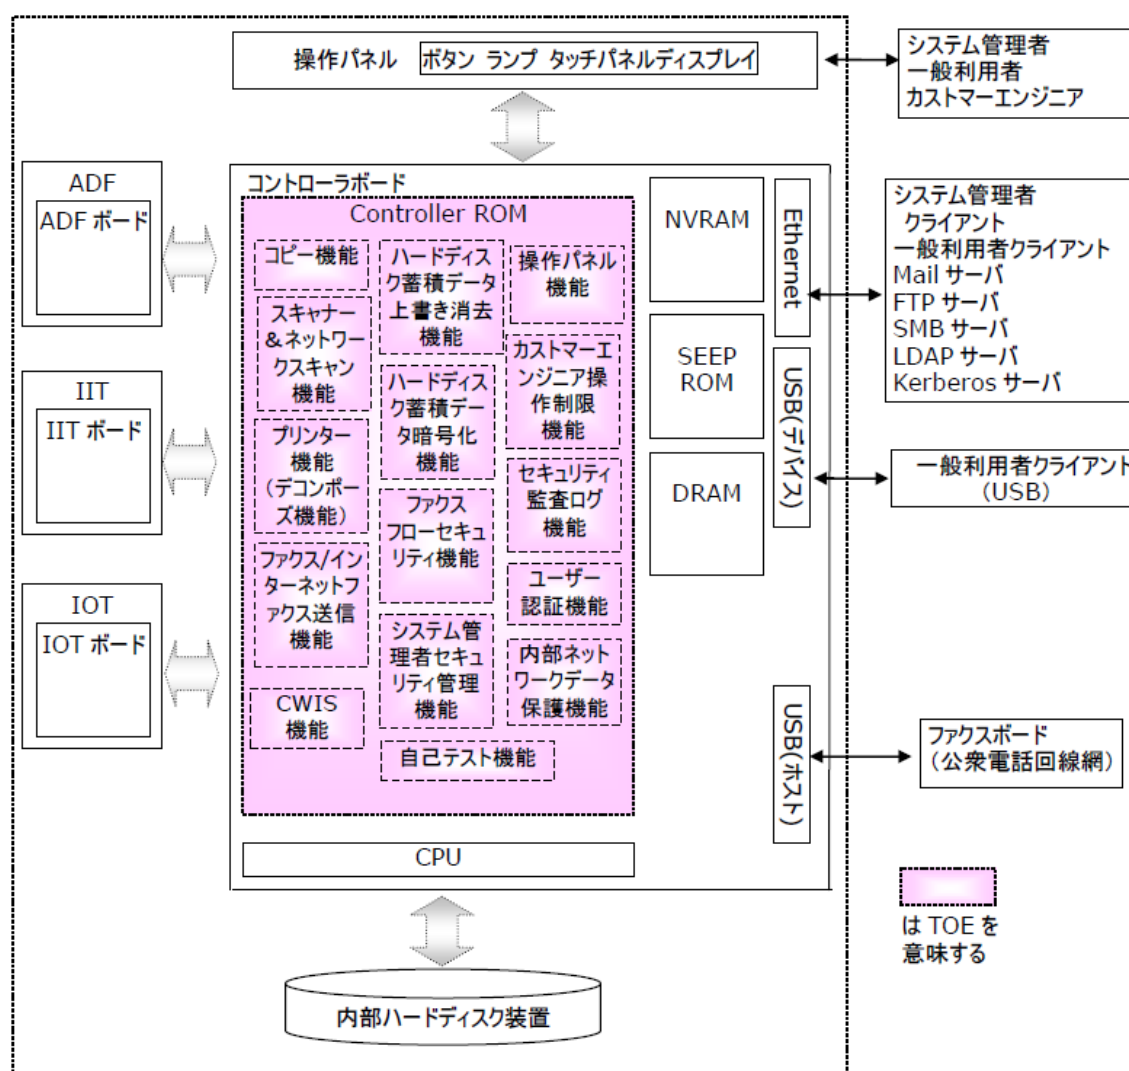 操作パネル ボタン ランプ タッチパネルディスプレイ
システム管理者
一般利用者
カストマーエンジニア
ADF
ADF ボード
IIT
IIT ボード
IOT
IOT ボード
コントローラボード
Controller ROM
コピー機能
スキャナー
&ネットワー
クスキャン
機能
プリンター
機能
(デコンポー
ズ機能)
ファクス/イン
ターネットフ
ァクス送信
機能
CWIS
機能
ハードディス
ク蓄積データ
上書き消去
機能
ハードディス
ク蓄積デー
タ暗号化
機能
ファクス
フローセキュ
リティ機能
システム管
理者セキュ
リティ管理
機能
自己テスト機能
操作パネル
機能
カストマーエ
ンジニア操
作制限
機能
セキュリティ
監査ログ
機能
ユーザー
認証機能
内部ネット
ワークデータ
保護機能
NVRAM
SEEP
ROM
DRAM
Ethernet
USB(デバイス)
USB(ホスト)
CPU
システム管理者
クライアント
一般利用者クライアント
Mail サーバ
FTP サーバ
SMB サーバ
LDAP サーバ
Kerberos サーバ
一般利用者クライアント
(USB)
ファクスボード
(公衆電話回線網)
は TOE を
意味する
内部ハードディスク装置